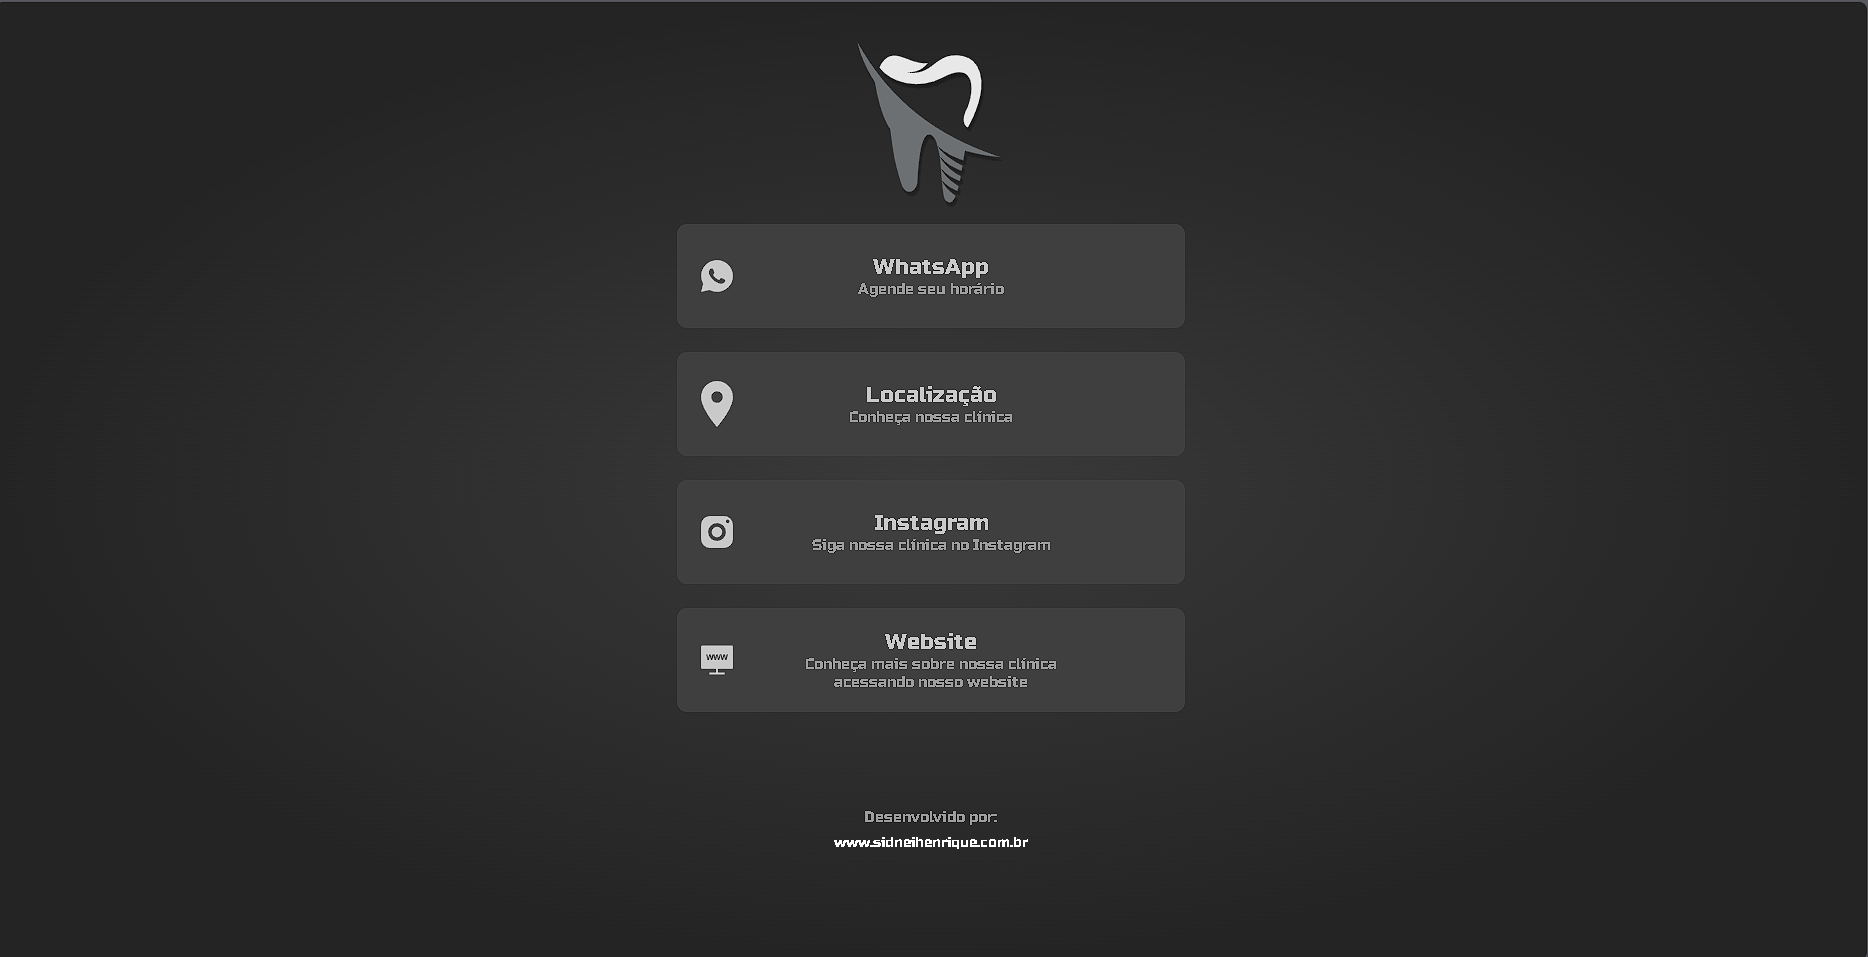 WhatsApp
Agende seu horário
Localização
Conheça nossa clínica
Instagram
Siga nossa clínica no Instagram
www
Website
Conheça mais sobre nossa clínica
acessando nosso website
Desenvolvido por:
www.sidneihenrique.com.br